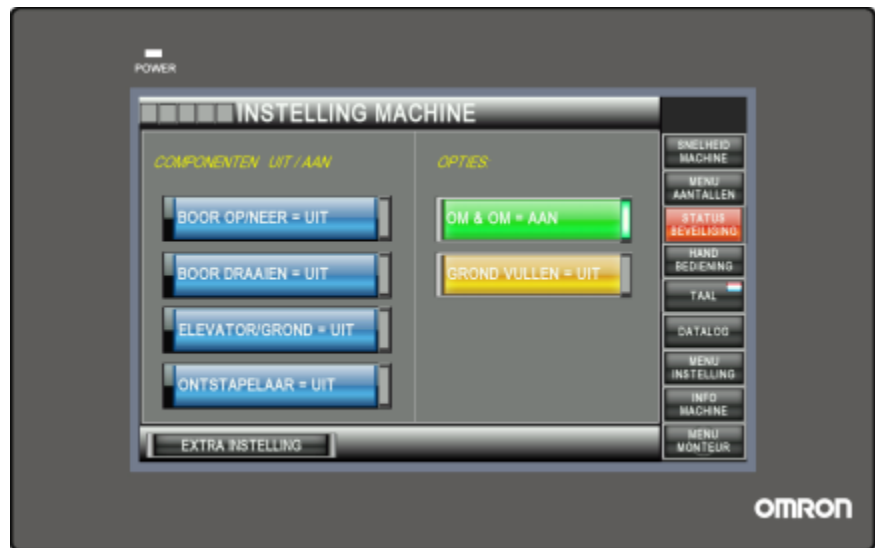 POWER
INSTELLING MACHINE
COMPONENTEN UIT / AAN
OPTIES:
BOOR OP/NEER = UIT
BOOR DRAAIEN = UIT
ELEVATOR/GROND = UIT
ONTSTAPELAAR = UIT
OM & OM = AAN
GROND VULLEN = UIT
EXTRA INSTELLING
SNELHEID
MACHINE
MENU
AANTALLEN
STATUS
BEVEILIGING
HAND
BEDIENING
TAAL
DATALOG
MENU
INSTELLING
INFO
MACHINE
MENU
MONTEUR
OMRON